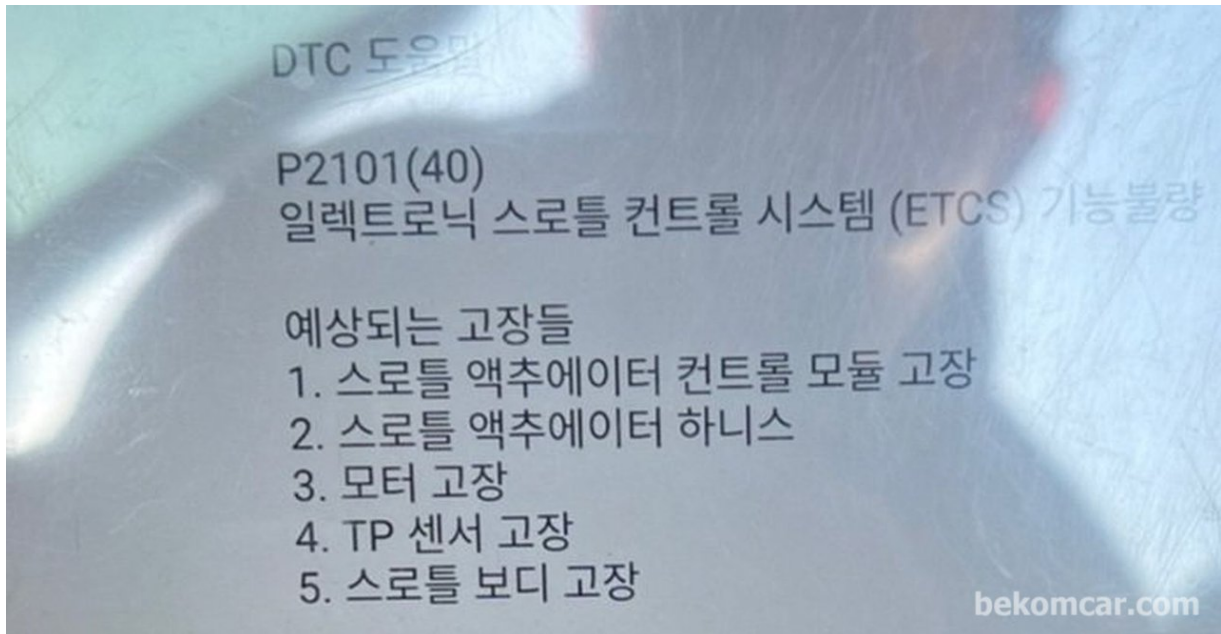 DTC 도움말
P2101(40)
일렉트로닉 스로틀 컨트롤 시스템 (ETCS) 기능불량
예상되는 고장들
1. 스로틀 액추에이터 컨트롤 모듈 고장
2. 스로틀 액추에이터 하니스
3. 모터 고장
4. TP 센서 고장
5. 스로틀 보디 고장
bekomcar.com